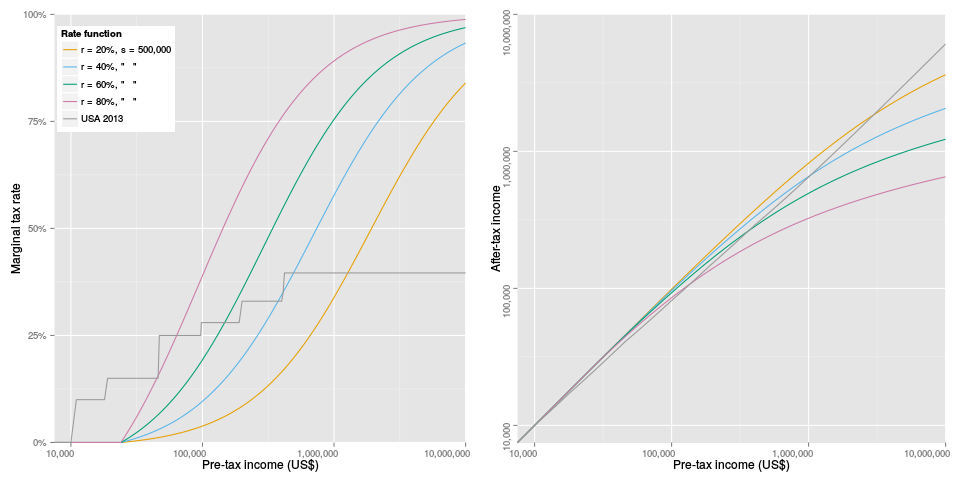 100%
75%
50%
25%
0%
Marginal tax rate
Rate function
r = 20%, s = 500,000
r = 40%, " "
r = 60%, " "
r = 80%, " "
USA 2013
10,000
100,000
1,000,000
10,000,000
Pre-tax income (US$)
10,000,000
1,00,000
100,000
10,000
After-tax income
10,000
100,000
1,000,000
10,000,000
Pre-tax income (US$)